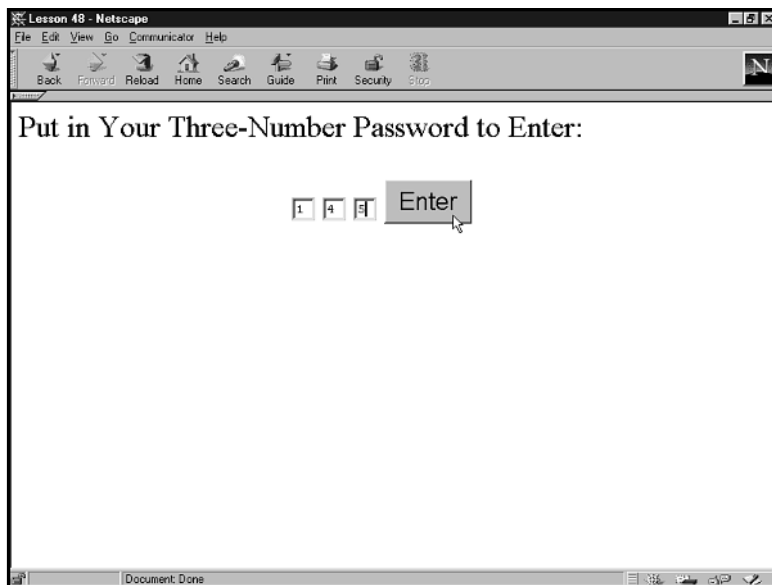 Lesson 48 - Netscape
File Edit View Go Communicator Help
Back Forward Reload Home Search Guide Print Security Stop
N
Put in Your Three-Number Password to Enter:
1 4 5 Enter
Document: Done